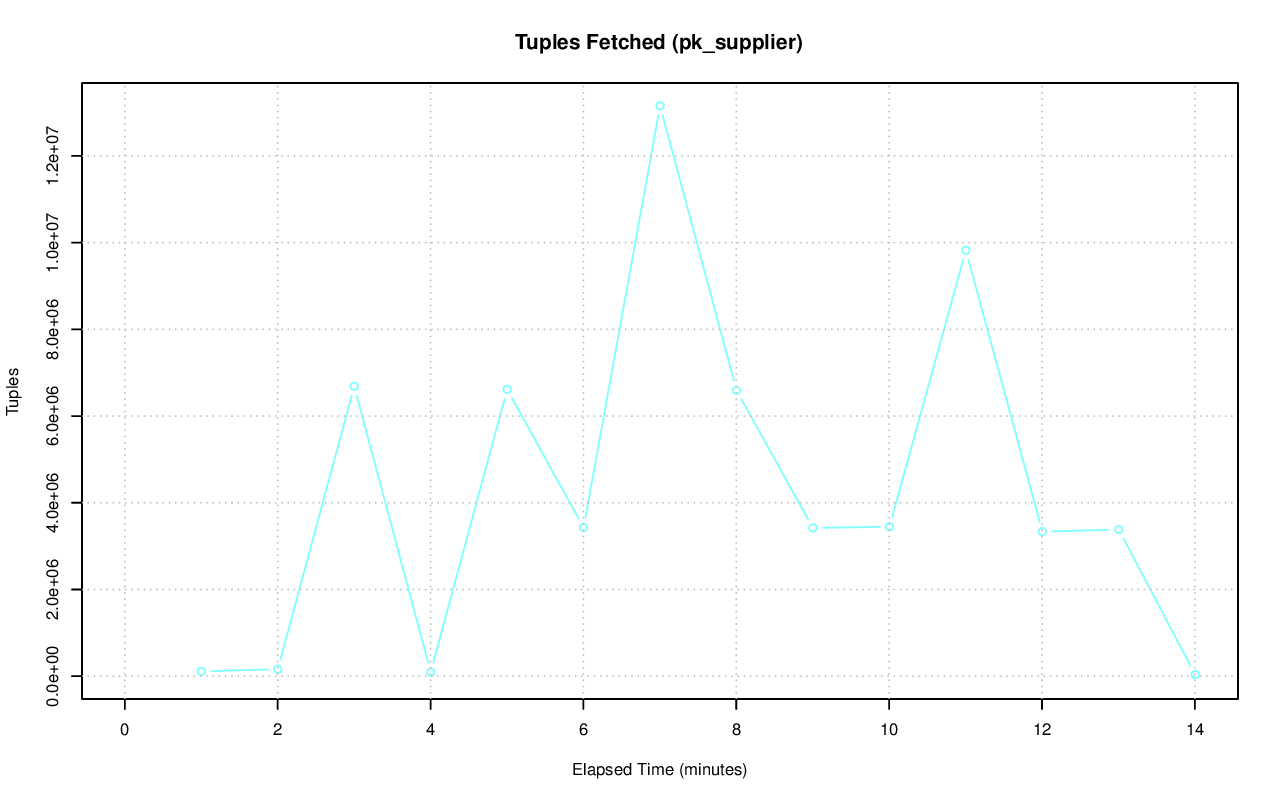 Tuples Fetched (pk_supplier)
Tuples
1.2e+07
1.0e+07
8.0e+06
6.0e+06
4.0e+06
2.0e+06
0.0e+00
0 2 4 6 8 10 12 14
Elapsed Time (minutes)